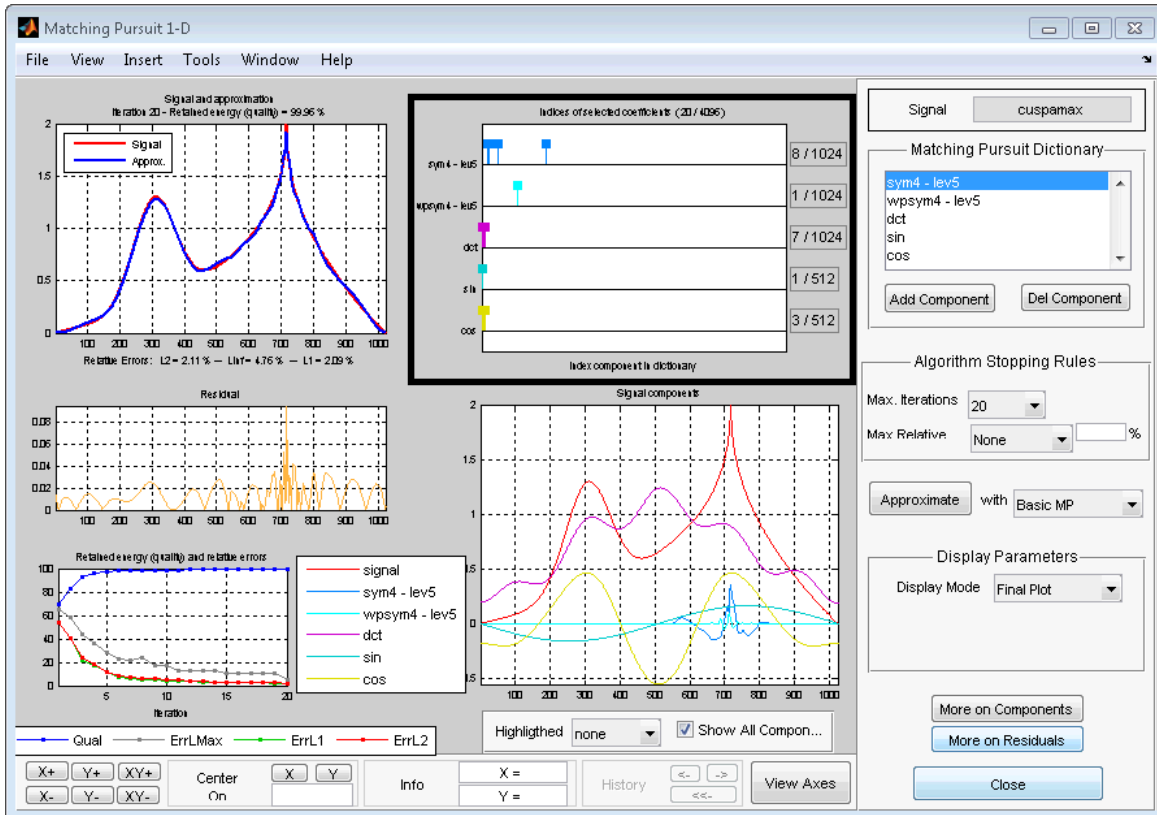 Matching Pursuit 1-D
File View Insert Tools Window Help
Signal and approximation
Iteration 20 - Retained energy (quality) = 99.96 %
2
1.5
1
0.5
0
Signal
Approx.
100 200 300 400 500 600 700 800 900 1000
Relative Errors: L2 = 2.11 % — Linf = 4.76 % — L1 = 2.09 %
Indices of selected coefficients (20 / 4096)
sym4 - lev5
8 / 1024
wpsym4 - lev5
1 / 1024
dct
7 / 1024
sin
1 / 512
cos
3 / 512
Index component in dictionary
Residual
0.08
0.06
0.04
0.02
0
100 200 300 400 500 600 700 800 900 1000
Signal components
2
1.5
1
0.5
0
0.5
100 200 300 400 500 600 700 800 900 1000
Retained energy (quality) and relative errors
100
80
60
40
20
0
5 10 15 20
Iteration
signal
sym4 - lev5
wpsym4 - lev5
dct
sin
cos
Qual ErrLMax ErrL1 ErrL2
Highligthed none Show All Compon...
X+ Y+ XY+
X- Y- XY-
Center On X Y
Info X = Y =
History <- -> <<-
View Axes
Signal cuspamax
Matching Pursuit Dictionary
sym4 - lev5
wpsym4 - lev5
dct
sin
cos
Add Component Del Component
Algorithm Stopping Rules
Max. Iterations 20
Max Relative None %
Approximate with Basic MP
Display Parameters
Display Mode Final Plot
More on Components
More on Residuals
Close